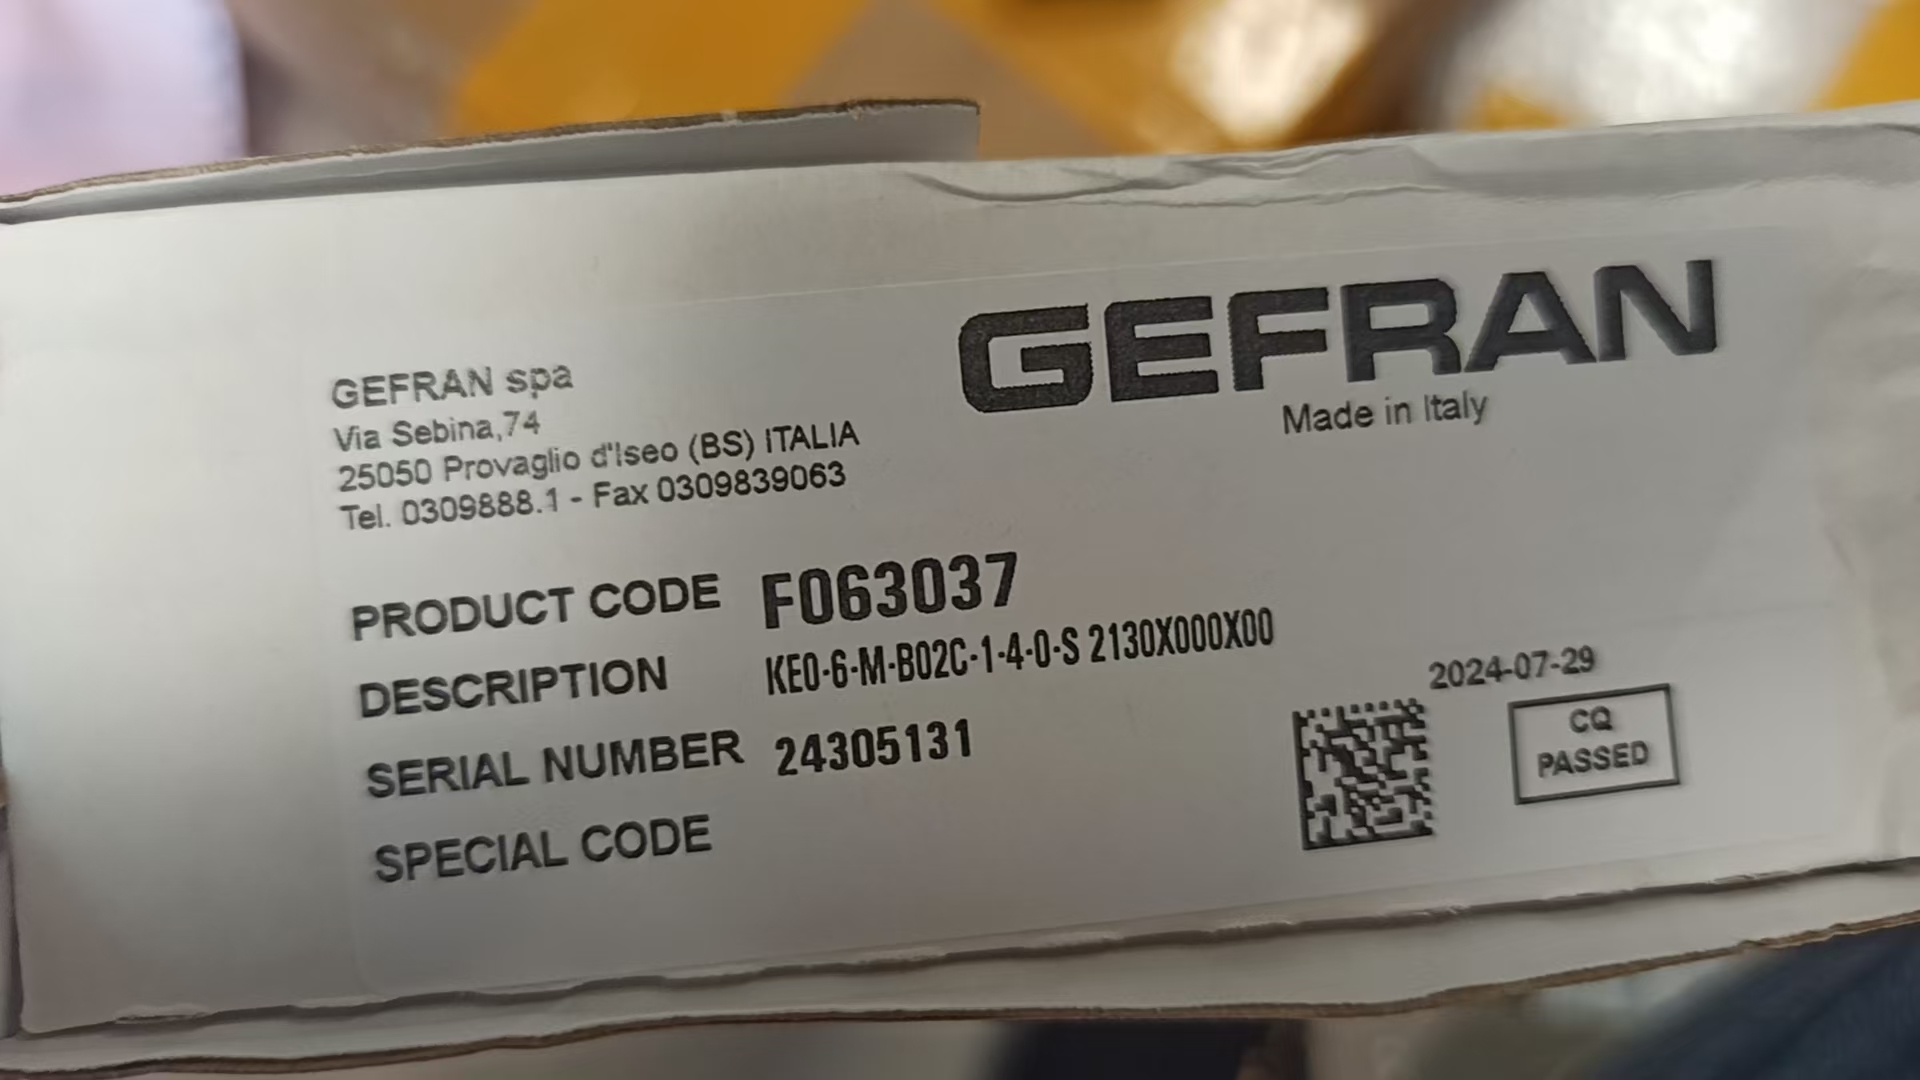 GEFRAN
Made in Italy
GEFRAN spa
Via Sebina,74
25050 Provaglio d'Iseo (BS) ITALIA
Tel. 0309888.1 - Fax 0309839063
PRODUCT CODE F063037
DESCRIPTION KE0-6-M-B02C-1-4-0-S 2130X000X00
SERIAL NUMBER 24305131
SPECIAL CODE
2024-07-29
CQ
PASSED